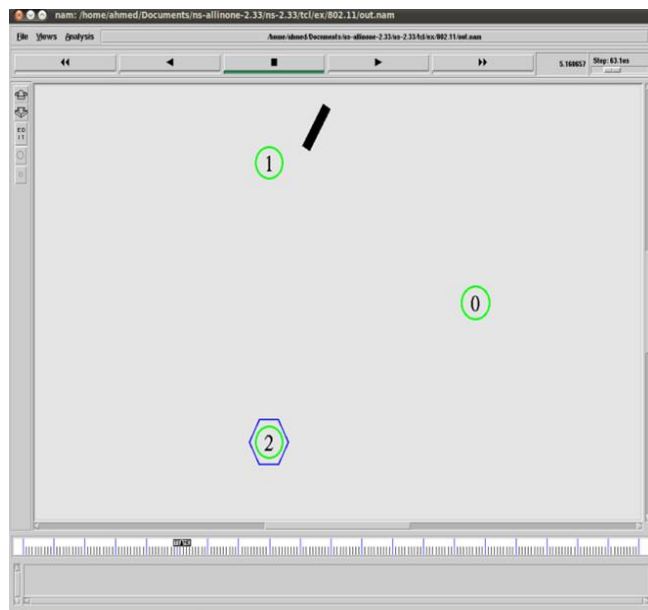 nam: /home/ahmed/Documents/ns-allinone-2.33/ns-2.33/tcl/ex/802.11/out.nam
File Views Analysis /home/ahmed/Documents/ns-allinone-2.33/ns-2.33/tcl/ex/802.11/out.nam
5.160657 Step: 63.1ms
ED
IT
1
0
2